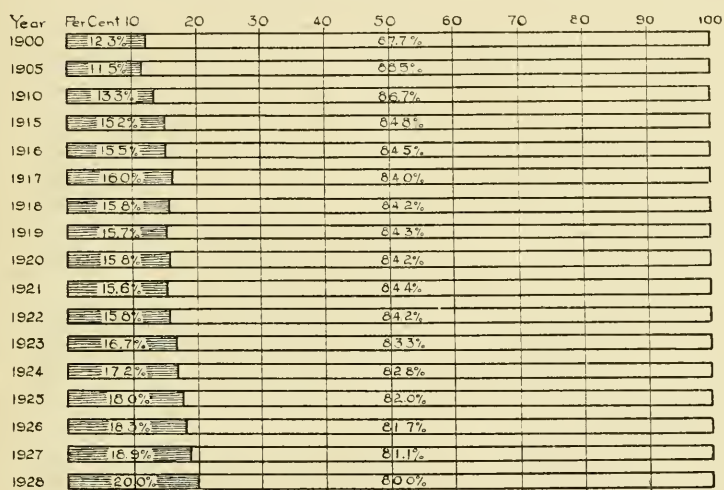 Year Per Cent 10 20 30 40 50 60 70 80 90 100
1900 12.3% 87.7%
1905 11.5% 88.5%
1910 13.3% 86.7%
1915 15.2% 84.8%
1916 15.5% 84.5%
1917 16.0% 84.0%
1918 15.8% 84.2%
1919 15.7% 84.3%
1920 15.8% 84.2%
1921 15.6% 84.4%
1922 15.8% 84.2%
1923 16.7% 83.3%
1924 17.2% 82.8%
1925 18.0% 82.0%
1926 18.3% 81.7%
1927 18.9% 81.1%
1928 20.0% 80.0%